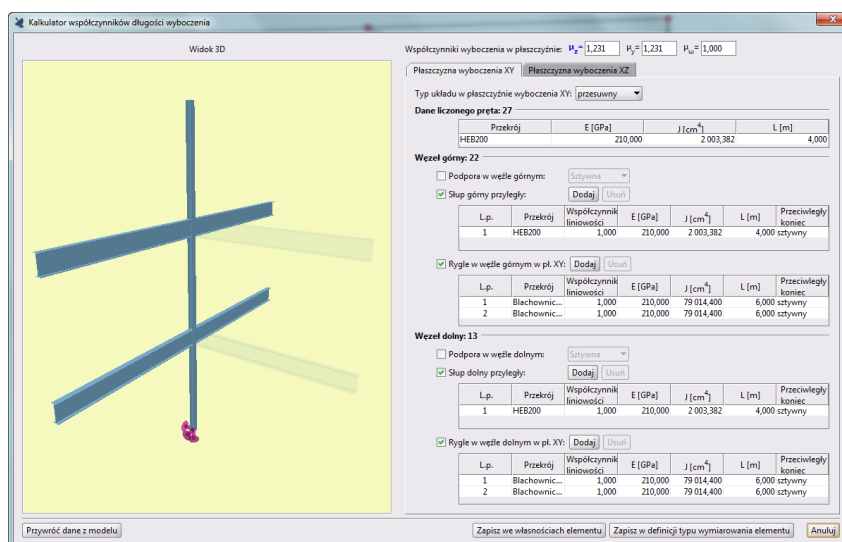 Kalkulator współczynników długości wyboczenia
Widok 3D
Współczynniki wyboczenia w płaszczyźnie: μz= 1,231 μy= 1,231 μω= 1,000
Płaszczyzna wyboczenia XY Płaszczyzna wyboczenia XZ
Typ układu w płaszczyźnie wyboczenia XY: przesuwny
Dane liczonego pręta: 27
Przekrój E [GPa] J [cm⁴] L [m]
HEB200 210,000 2 003,382 4,000
Węzeł górny: 22
Podpora w węźle górnym: Sztywna
Słup górny przyległy: Dodaj Usuń
L.p. Przekrój Współczynnik liniowości E [GPa] J [cm⁴] L [m] Przeciwległy koniec
1 HEB200 1,000 210,000 2 003,382 4,000 sztywny
Rygle w węźle górnym w pł. XY: Dodaj Usuń
L.p. Przekrój Współczynnik liniowości E [GPa] J [cm⁴] L [m] Przeciwległy koniec
1 Blachownic... 1,000 210,000 79 014,400 6,000 sztywny
2 Blachownic... 1,000 210,000 79 014,400 6,000 sztywny
Węzeł dolny: 13
Podpora w węźle dolnym: Sztywna
Słup dolny przyległy: Dodaj Usuń
L.p. Przekrój Współczynnik liniowości E [GPa] J [cm⁴] L [m] Przeciwległy koniec
1 HEB200 1,000 210,000 2 003,382 4,000 sztywny
Rygle w węźle dolnym w pł. XY: Dodaj Usuń
L.p. Przekrój Współczynnik liniowości E [GPa] J [cm⁴] L [m] Przeciwległy koniec
1 Blachownic... 1,000 210,000 79 014,400 6,000 sztywny
2 Blachownic... 1,000 210,000 79 014,400 6,000 sztywny
Przywróć dane z modelu Zapisz we własnościach elementu Zapisz w definicji typu wymiarowania elementu Anuluj